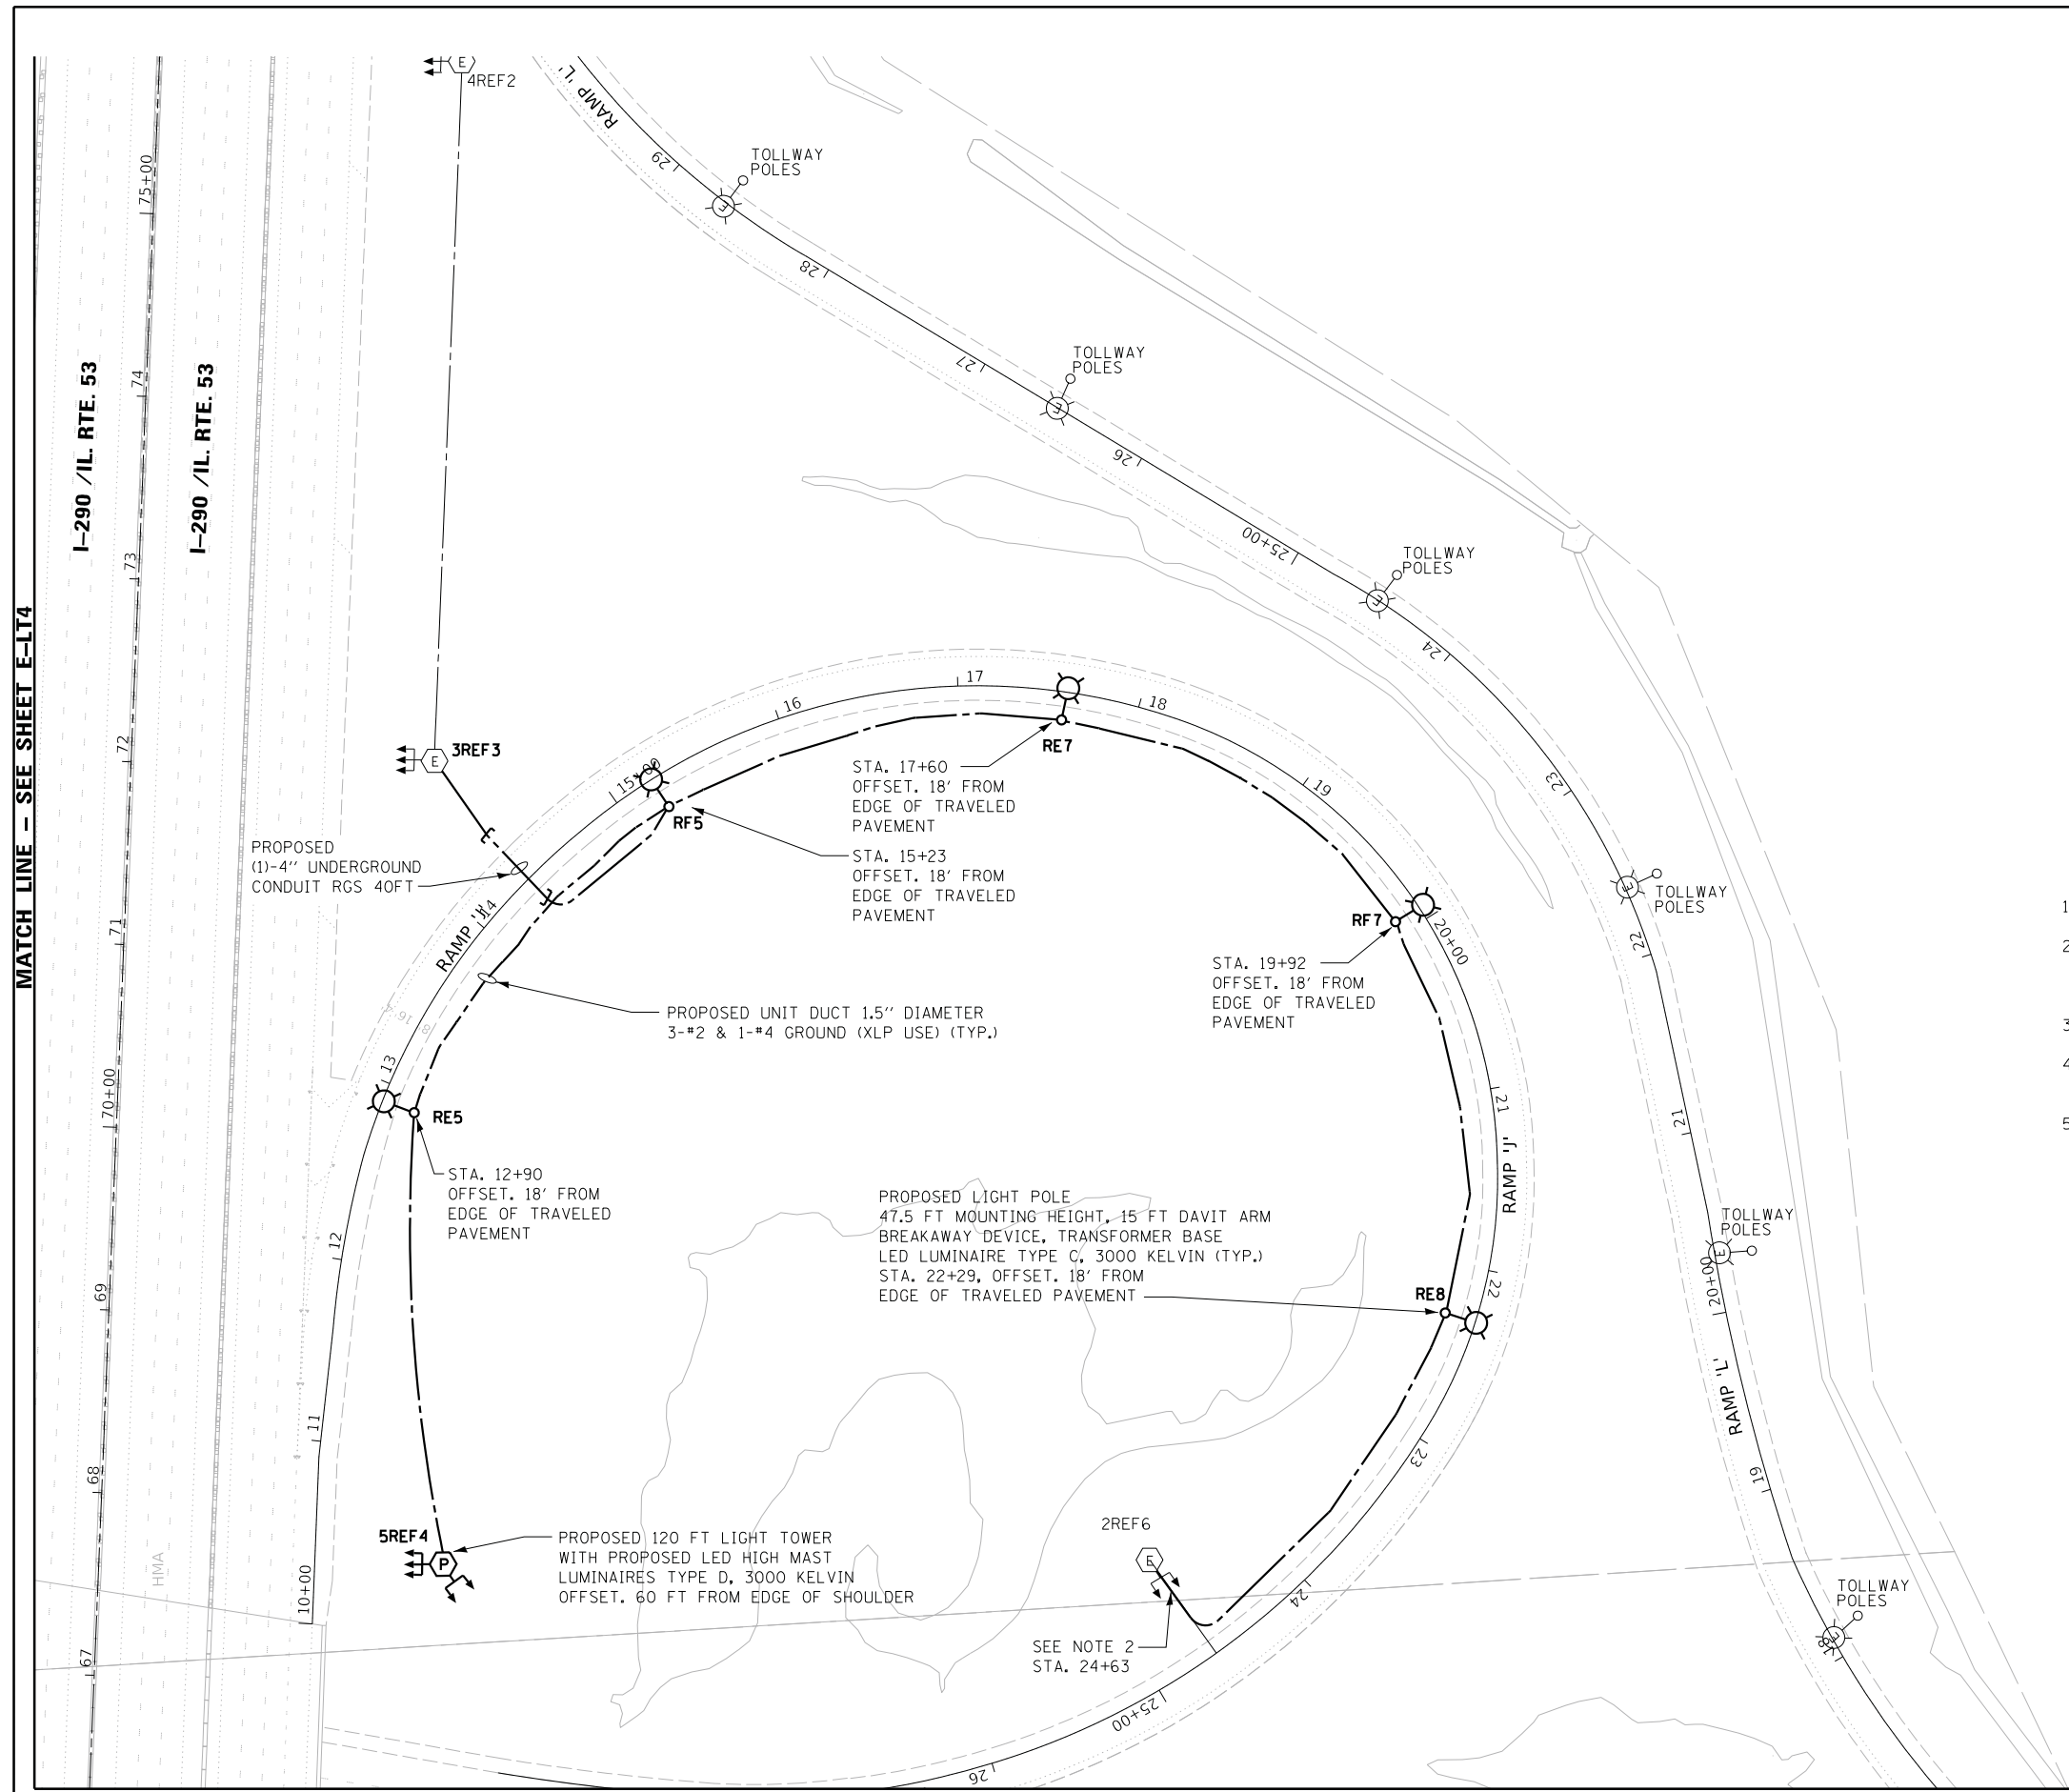 MATCH LINE - SEE SHEET E-LT4
I-290 /IL. RTE. 53
I-290 /IL. RTE. 53
75+00
74
73
72
71
70+00
69
68
67
HMA
E
4REF2
RAMP 'L'
29
28
27
26
25+00
24
23
22
21
20+00
19
18
RAMP 'L'
E
TOLLWAY
POLES
E
TOLLWAY
POLES
E
TOLLWAY
POLES
E
TOLLWAY
POLES
E
TOLLWAY
POLES
E
TOLLWAY
POLES
E
3REF3
PROPOSED
(1)-4" UNDERGROUND
CONDUIT RGS 40FT
10+00
11
12
13
14
15+00
16
17
18
19
20+00
21
22
23
24
25+00
26
8
16
RF5
RE7
STA. 17+60
OFFSET. 18' FROM
EDGE OF TRAVELED
PAVEMENT
STA. 15+23
OFFSET. 18' FROM
EDGE OF TRAVELED
PAVEMENT
RF7
STA. 19+92
OFFSET. 18' FROM
EDGE OF TRAVELED
PAVEMENT
PROPOSED UNIT DUCT 1.5" DIAMETER
3-#2 & 1-#4 GROUND (XLP USE) (TYP.)
RAMP 'J'
RAMP 'J'
RE5
STA. 12+90
OFFSET. 18' FROM
EDGE OF TRAVELED
PAVEMENT
PROPOSED LIGHT POLE
47.5 FT MOUNTING HEIGHT, 15 FT DAVIT ARM
BREAKAWAY DEVICE, TRANSFORMER BASE
LED LUMINAIRE TYPE C, 3000 KELVIN (TYP.)
STA. 22+29, OFFSET. 18' FROM
EDGE OF TRAVELED PAVEMENT
RE8
5REF4
P
PROPOSED 120 FT LIGHT TOWER
WITH PROPOSED LED HIGH MAST
LUMINAIRES TYPE D, 3000 KELVIN
OFFSET. 60 FT FROM EDGE OF SHOULDER
2REF6
E
SEE NOTE 2
STA. 24+63
1
2
3
4
5